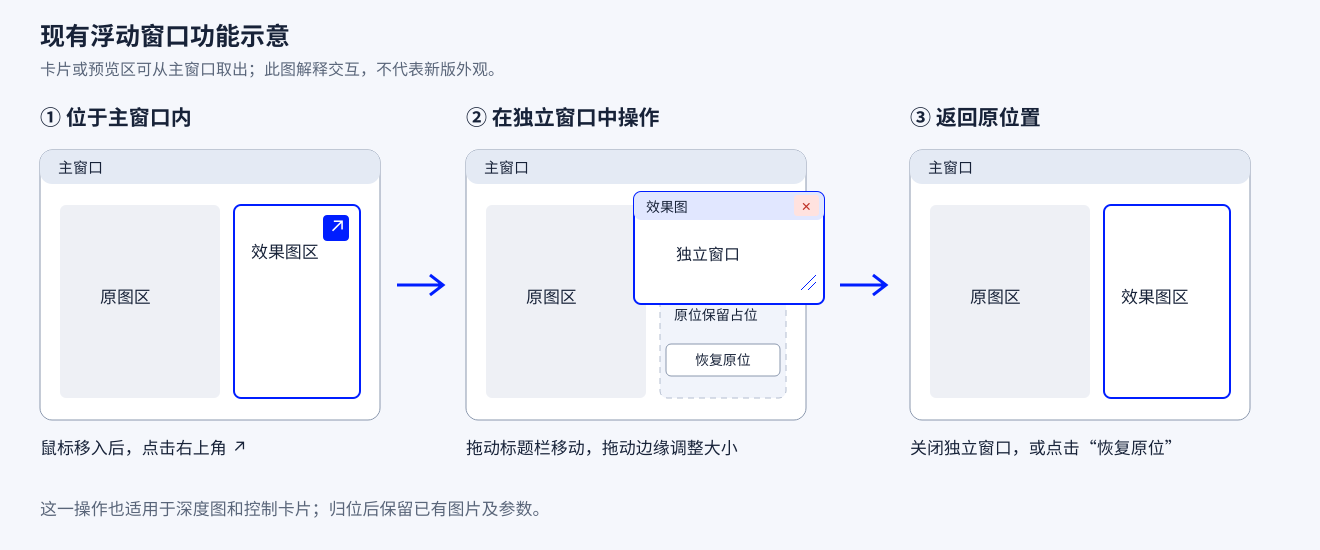 现有浮动窗口功能示意
卡片或预览区可从主窗口取出；此图解释交互，不代表新版外观。
① 位于主窗口内
主窗口
原图区
效果图区
鼠标移入后，点击右上角 ↗
② 在独立窗口中操作
主窗口
原图区
效果图
×
独立窗口
原位保留占位
恢复原位
拖动标题栏移动，拖动边缘调整大小
③ 返回原位置
主窗口
原图区
效果图区
关闭独立窗口，或点击“恢复原位”
这一操作也适用于深度图和控制卡片；归位后保留已有图片及参数。